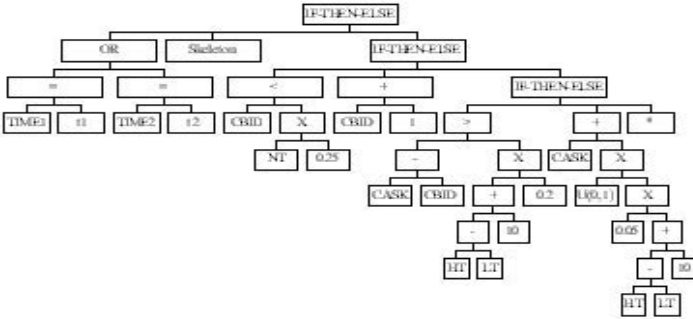 IF-THEN-ELSE
OR Skeleton IF-THEN-ELSE
= = < + IF-THEN-ELSE
TIME1 t1 TIME2 t2 CBID X CBID 1 > + *
NT 0.25 - X CASK X
CASK CBID + 0.2 U(0,1) X
- 10 0.05 +
HT LT - 10
HT LT